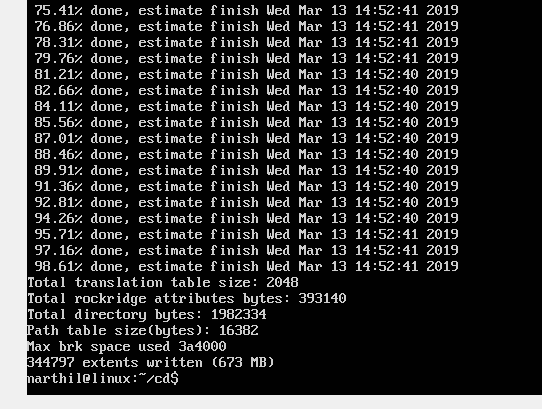 75.41% done, estimate finish Wed Mar 13 14:52:41 2019
76.86% done, estimate finish Wed Mar 13 14:52:41 2019
78.31% done, estimate finish Wed Mar 13 14:52:41 2019
79.76% done, estimate finish Wed Mar 13 14:52:41 2019
81.21% done, estimate finish Wed Mar 13 14:52:40 2019
82.66% done, estimate finish Wed Mar 13 14:52:40 2019
84.11% done, estimate finish Wed Mar 13 14:52:40 2019
85.56% done, estimate finish Wed Mar 13 14:52:40 2019
87.01% done, estimate finish Wed Mar 13 14:52:40 2019
88.46% done, estimate finish Wed Mar 13 14:52:40 2019
89.91% done, estimate finish Wed Mar 13 14:52:40 2019
91.36% done, estimate finish Wed Mar 13 14:52:40 2019
92.81% done, estimate finish Wed Mar 13 14:52:40 2019
94.26% done, estimate finish Wed Mar 13 14:52:40 2019
95.71% done, estimate finish Wed Mar 13 14:52:41 2019
97.16% done, estimate finish Wed Mar 13 14:52:41 2019
98.61% done, estimate finish Wed Mar 13 14:52:41 2019
Total translation table size: 2048
Total rockridge attributes bytes: 393140
Total directory bytes: 1982334
Path table size(bytes): 16382
Max brk space used 3a4000
344797 extents written (673 MB)
narthil@linux:~/cd$